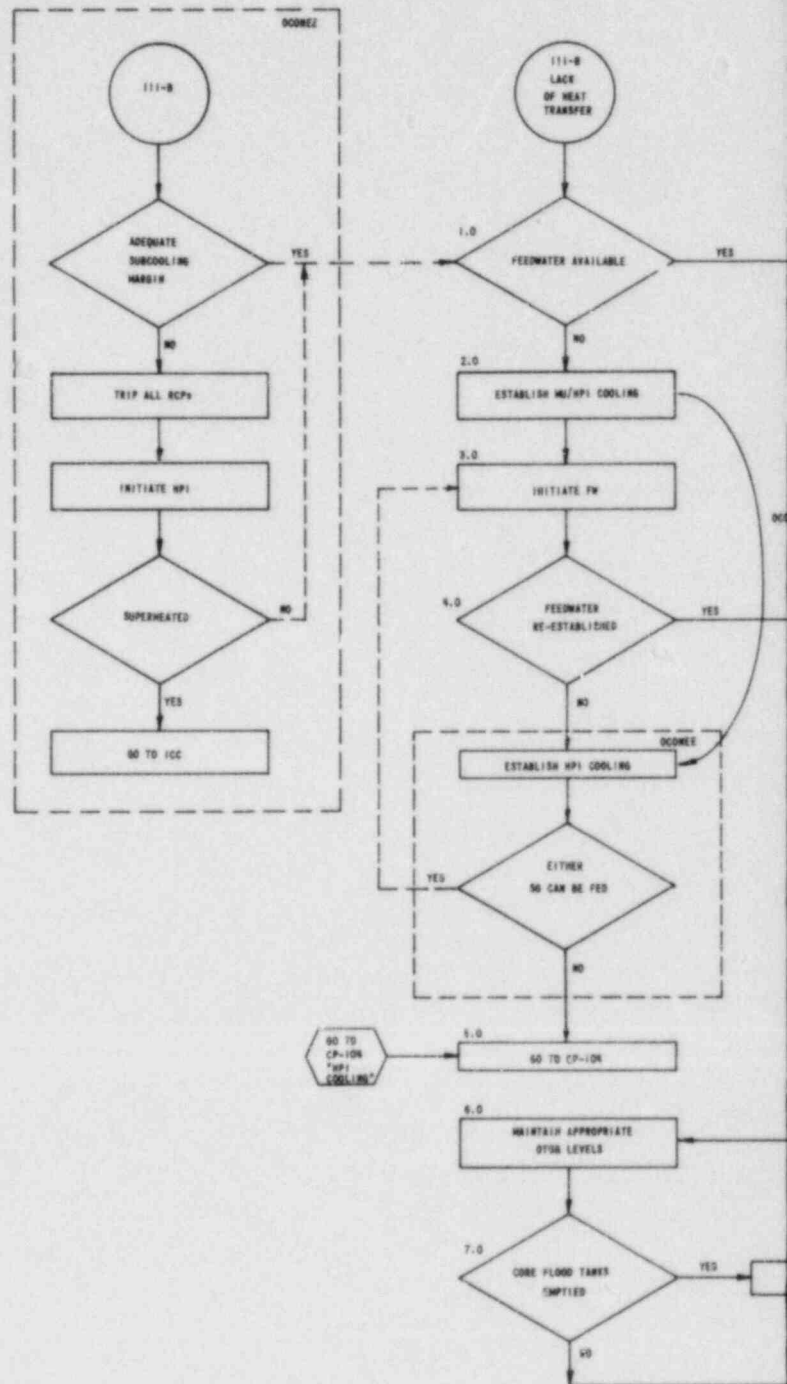 OCONEE
III-B
ADEQUATE
SUBCOOLING
MARGIN
YES
NO
TRIP ALL RCPs
INITIATE HPI
SUPERHEATED
NO
YES
GO TO ICC
III-B
LACK
OF HEAT
TRANSFER
1.0
FEEDWATER AVAILABLE
YES
NO
2.0
ESTABLISH MU/HPI COOLING
3.0
INITIATE FW
4.0
FEEDWATER
RE-ESTABLISHED
YES
NO
OCONEE
ESTABLISH HPI COOLING
EITHER
SG CAN BE FED
YES
NO
GO TO
CP-104
"HPI
COOLING"
5.0
GO TO CP-104
6.0
MAINTAIN APPROPRIATE
OTSG LEVELS
7.0
CORE FLOOD TANKS
EMPTIED
YES
NO